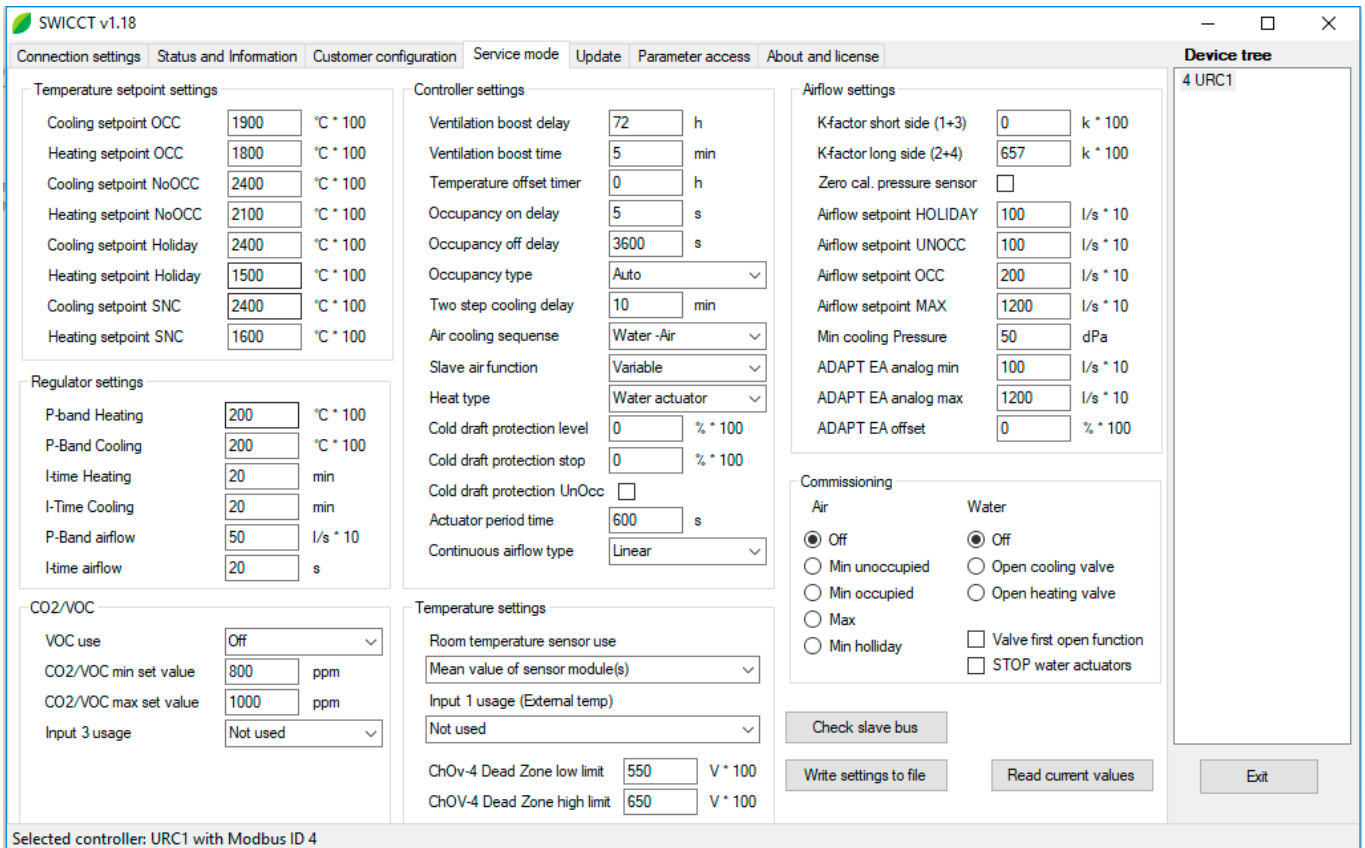 SWICCT v1.18
Connection settings Status and Information Customer configuration Service mode Update Parameter access About and license
Device tree
4 URC1
Temperature setpoint settings
Cooling setpoint OCC 1900 °C * 100
Heating setpoint OCC 1800 °C * 100
Cooling setpoint NoOCC 2400 °C * 100
Heating setpoint NoOCC 2100 °C * 100
Cooling setpoint Holiday 2400 °C * 100
Heating setpoint Holiday 1500 °C * 100
Cooling setpoint SNC 2400 °C * 100
Heating setpoint SNC 1600 °C * 100
Regulator settings
P-band Heating 200 °C * 100
P-Band Cooling 200 °C * 100
I-time Heating 20 min
I-Time Cooling 20 min
P-Band airflow 50 l/s * 10
I-time airflow 20 s
CO2/VOC
VOC use Off
CO2/VOC min set value 800 ppm
CO2/VOC max set value 1000 ppm
Input 3 usage Not used
Controller settings
Ventilation boost delay 72 h
Ventilation boost time 5 min
Temperature offset timer 0 h
Occupancy on delay 5 s
Occupancy off delay 3600 s
Occupancy type Auto
Two step cooling delay 10 min
Air cooling sequense Water -Air
Slave air function Variable
Heat type Water actuator
Cold draft protection level 0 % * 100
Cold draft protection stop 0 % * 100
Cold draft protection UnOcc
Actuator period time 600 s
Continuous airflow type Linear
Temperature settings
Room temperature sensor use
Mean value of sensor module(s)
Input 1 usage (External temp)
Not used
ChOv-4 Dead Zone low limit 550 V * 100
ChOV-4 Dead Zone high limit 650 V * 100
Airflow settings
K-factor short side (1+3) 0 k * 100
K-factor long side (2+4) 657 k * 100
Zero cal. pressure sensor
Airflow setpoint HOLIDAY 100 l/s * 10
Airflow setpoint UNOCC 100 l/s * 10
Airflow setpoint OCC 200 l/s * 10
Airflow setpoint MAX 1200 l/s * 10
Min cooling Pressure 50 dPa
ADAPT EA analog min 100 l/s * 10
ADAPT EA analog max 1200 l/s * 10
ADAPT EA offset 0 % * 100
Commissioning
Air Water
Off Off
Min unoccupied Open cooling valve
Min occupied Open heating valve
Max
Min holliday Valve first open function
STOP water actuators
Check slave bus
Write settings to file Read current values Exit
Selected controller: URC1 with Modbus ID 4